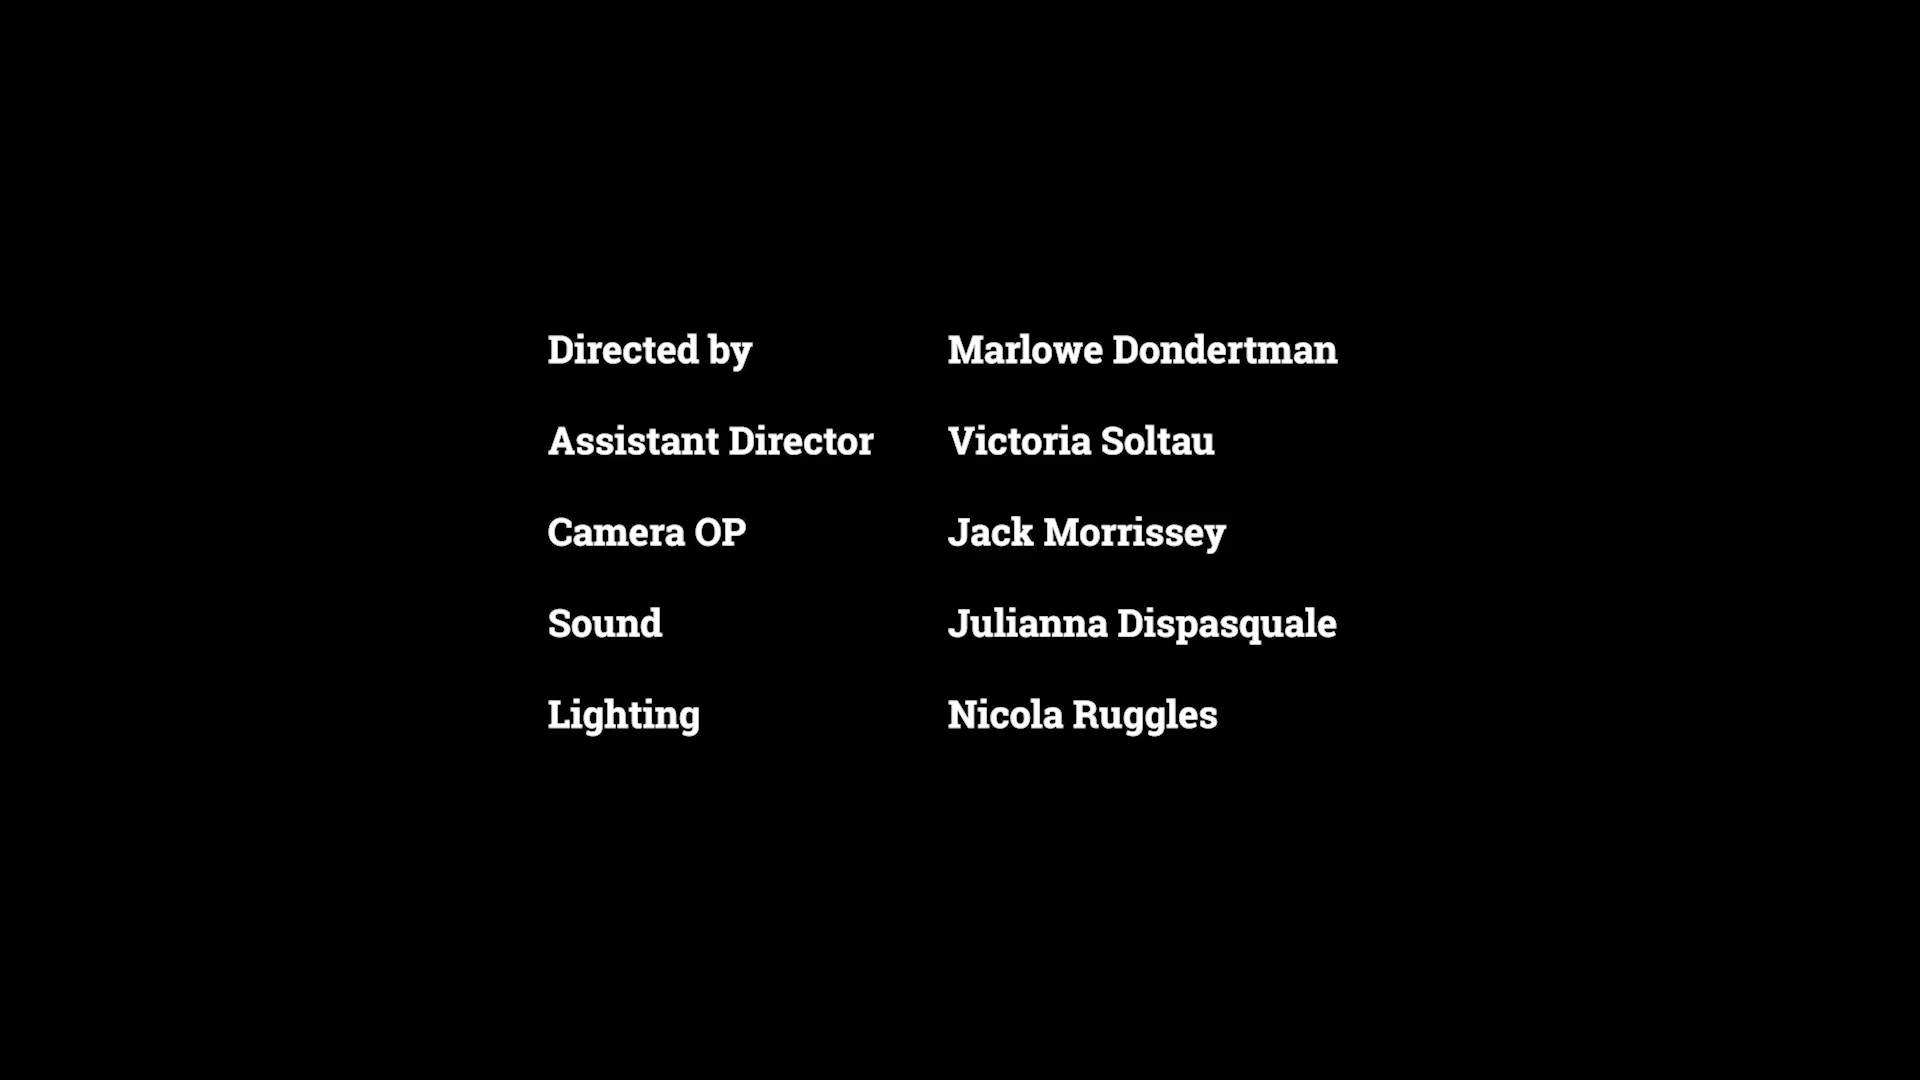 Directed by Marlowe Dondertman
Assistant Director Victoria Soltau
Camera OP Jack Morrissey
Sound Julianna Dispasquale
Lighting Nicola Ruggles